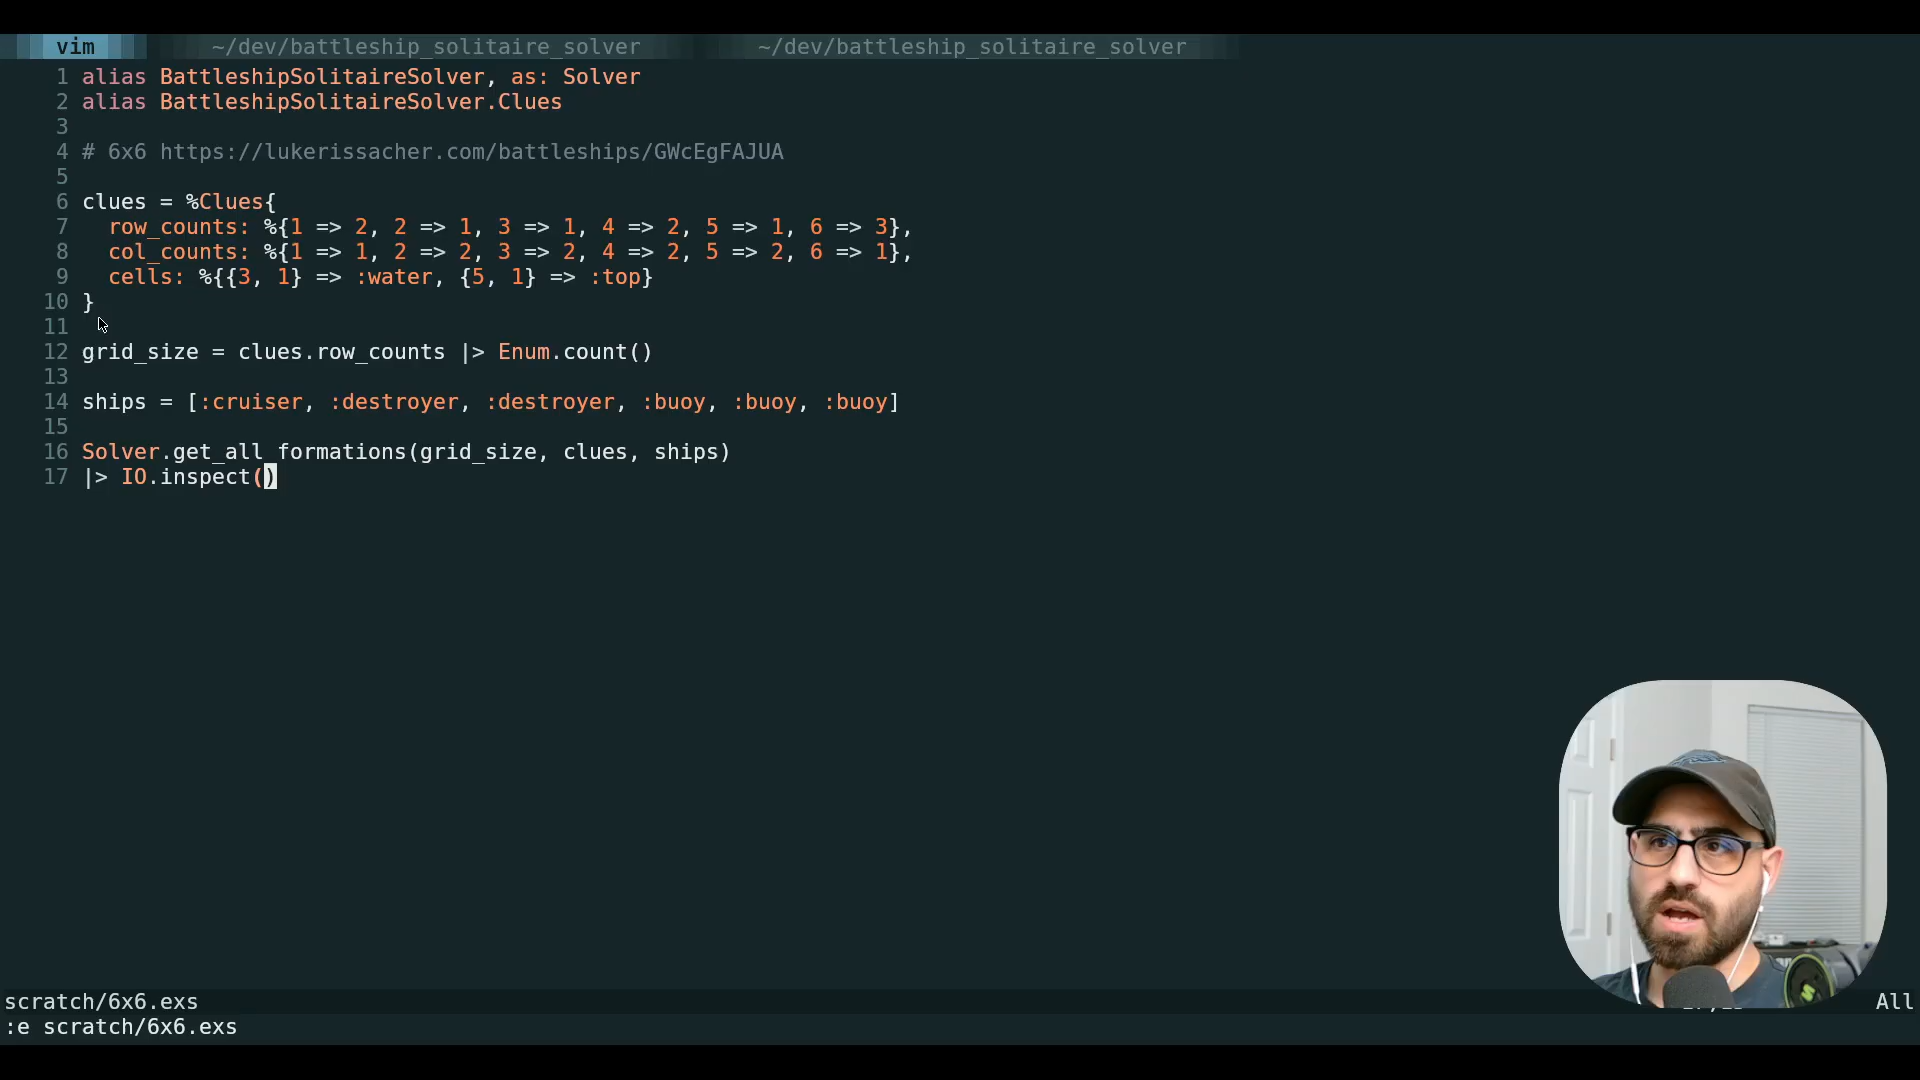 vim ~/dev/battleship_solitaire_solver ~/dev/battleship_solitaire_solver
1 alias BattleshipSolitaireSolver, as: Solver
2 alias BattleshipSolitaireSolver.Clues
3
4 # 6x6 https://lukerissacher.com/battleships/GWcEgFAJUA
5
6 clues = %Clues{
7   row_counts: %{1 => 2, 2 => 1, 3 => 1, 4 => 2, 5 => 1, 6 => 3},
8   col_counts: %{1 => 1, 2 => 2, 3 => 2, 4 => 2, 5 => 2, 6 => 1},
9   cells: %{{3, 1} => :water, {5, 1} => :top}
10 }
11
12 grid_size = clues.row_counts |> Enum.count()
13
14 ships = [:cruiser, :destroyer, :destroyer, :buoy, :buoy, :buoy]
15
16 Solver.get_all_formations(grid_size, clues, ships)
17 |> IO.inspect()
scratch/6x6.exs All
:e scratch/6x6.exs